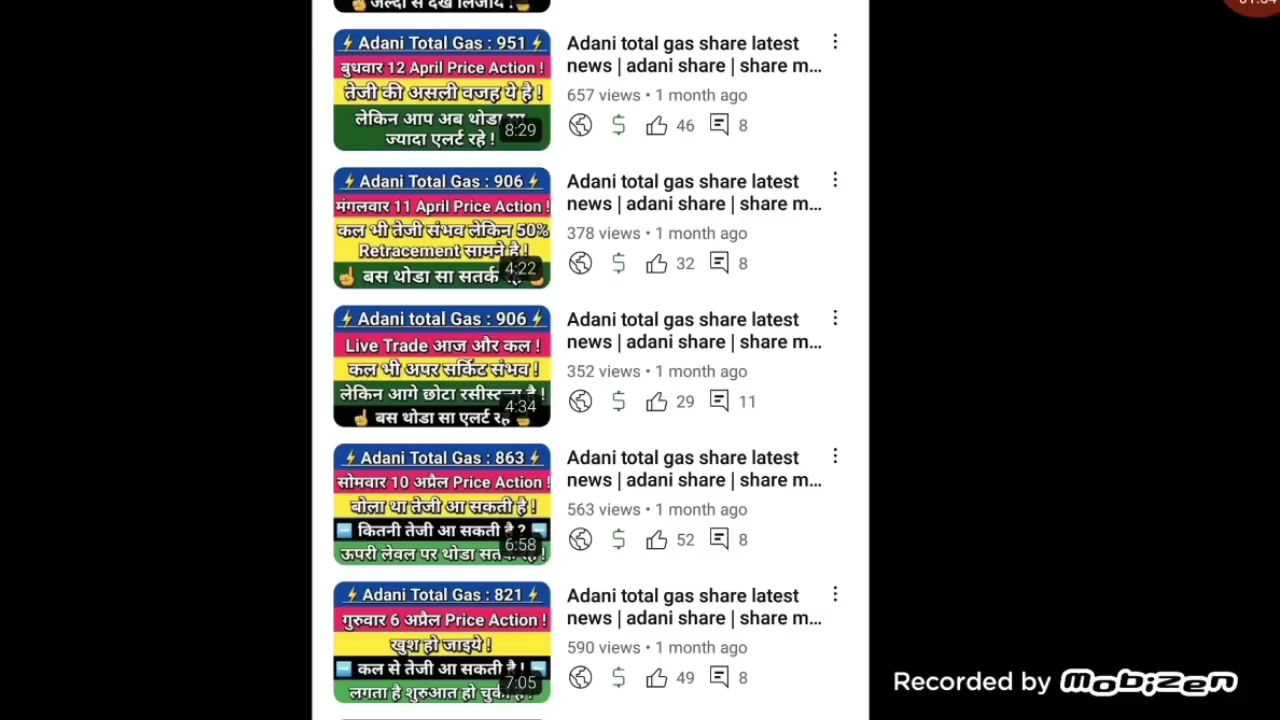 जल्दी से देख लिजीये !
01:04
⚡Adani Total Gas : 951⚡
बुधवार 12 April Price Action !
तेजी की असली वजह ये है !
लेकिन आप अब थोडा सा
ज्यादा एलर्ट रहे !
8:29
Adani total gas share latest
news | adani share | share m...
657 views • 1 month ago
46
8
⚡Adani Total Gas : 906⚡
मंगलवार 11 April Price Action !
कल भी तेजी संभव लेकिन 50%
Retracement सामने है !
बस थोडा सा सतर्क
4:22
Adani total gas share latest
news | adani share | share m...
378 views • 1 month ago
32
8
⚡Adani total Gas : 906⚡
Live Trade आज और कल !
कल भी अपर सर्किट संभव !
लेकिन आगे छोटा
बस थोडा सा एलर्ट
4:34
Adani total gas share latest
news | adani share | share m...
352 views • 1 month ago
29
11
⚡Adani Total Gas : 863⚡
सोमवार 10 अप्रैल Price Action !
बोला था तेजी आ सकती है !
कितनी तेजी आ सकती है ?
ऊपरी लेवल पर थोडा
6:58
Adani total gas share latest
news | adani share | share m...
563 views • 1 month ago
52
8
⚡Adani Total Gas : 821⚡
गुरुवार 6 अप्रैल Price Action !
खुश हो जाइये !
कल से तेजी आ सकती है !
लगता है शुरुआत हो
7:05
Adani total gas share latest
news | adani share | share m...
590 views • 1 month ago
49
8
Recorded by mobizen